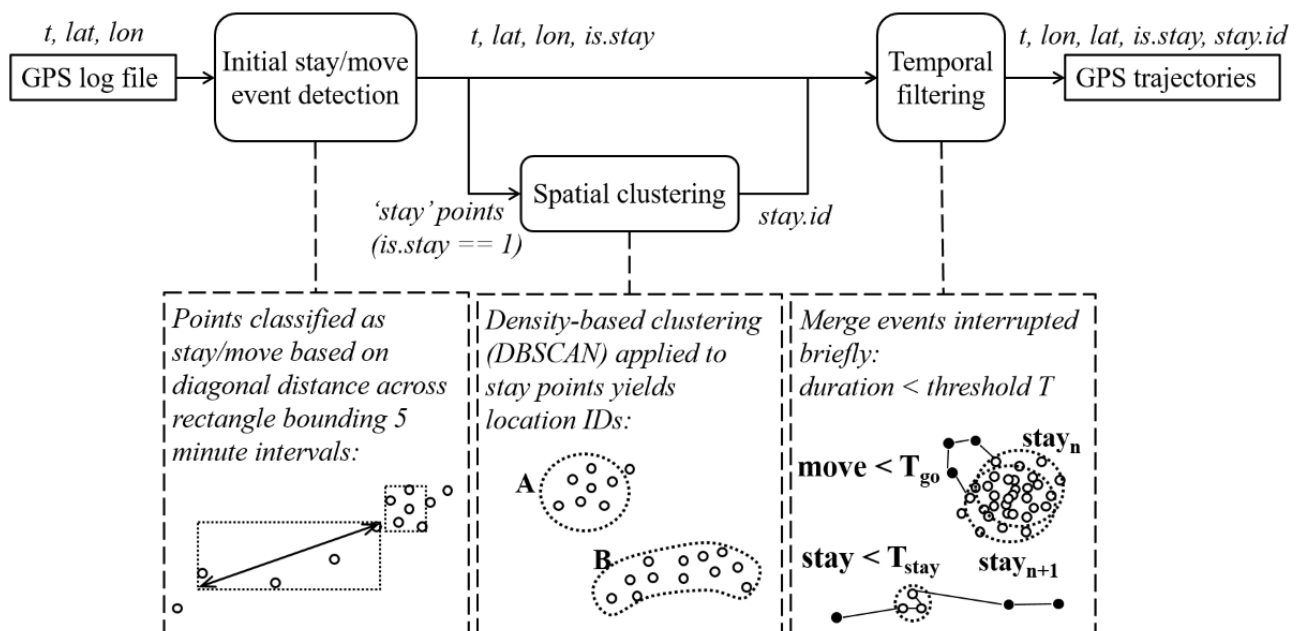 t, lat, lon
GPS log file
Initial stay/move
event detection
t, lat, lon, is.stay
Temporal
filtering
t, lon, lat, is.stay, stay.id
GPS trajectories
Spatial clustering
‘stay’ points
(is.stay == 1)
stay.id
Points classified as
stay/move based on
diagonal distance across
rectangle bounding 5
minute intervals:
Density-based clustering
(DBSCAN) applied to
stay points yields
location IDs:
A
B
Merge events interrupted
briefly:
duration < threshold T
stayn
move < Tgo
stay < Tstay
stayn+1